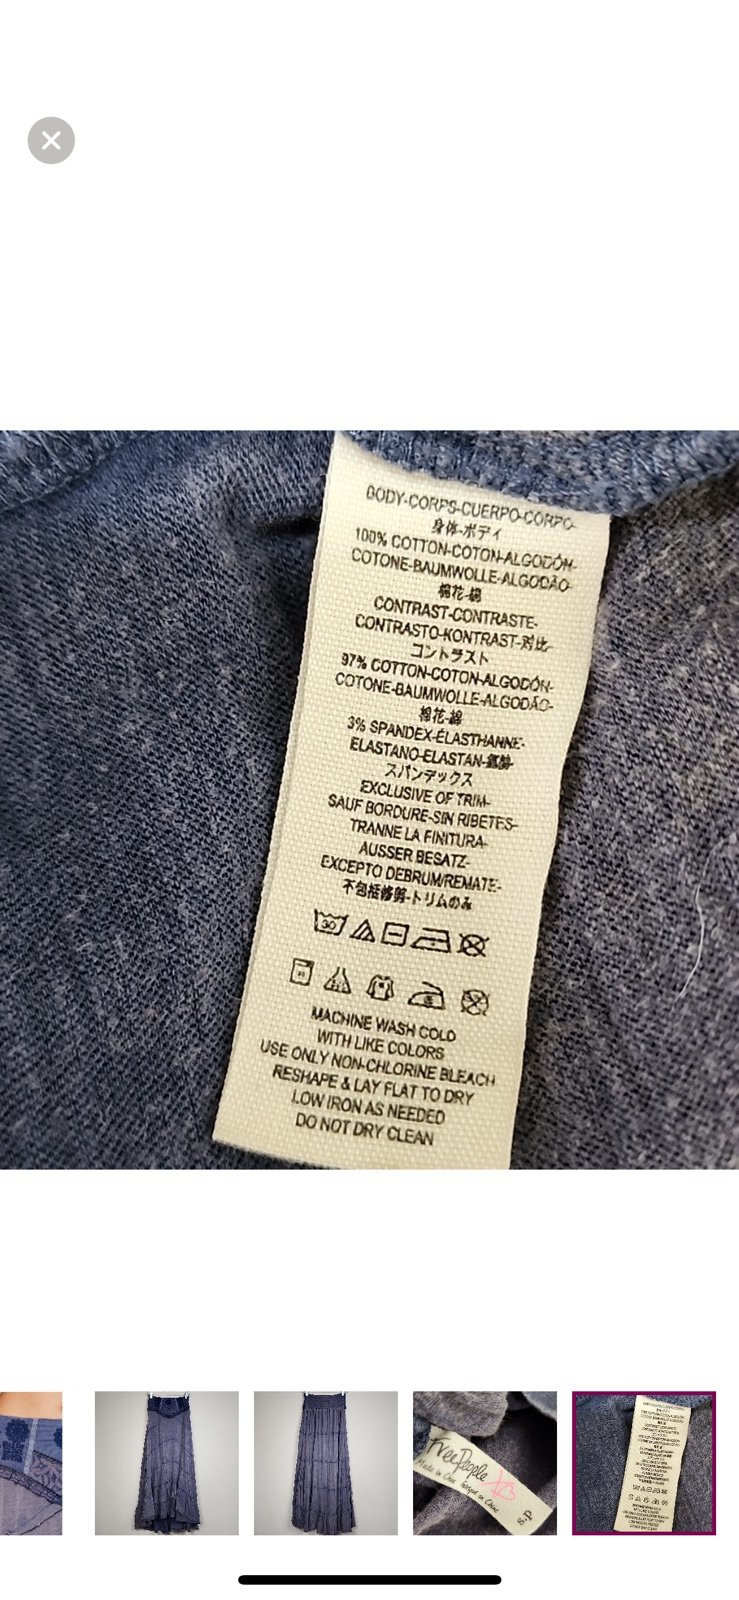 BODY-CORPS-CUERPO-CORPO-
身体-ボディ
100% COTTON-COTON-ALGODÓN-
COTONE-BAUMWOLLE-ALGODÃO-
棉花-綿
CONTRAST-CONTRASTE-
CONTRASTO-KONTRAST-对比-
コントラスト
97% COTTON-COTON-ALGODÓN-
COTONE-BAUMWOLLE-ALGODÃO-
棉花-綿
3% SPANDEX-ÉLASTHANNE-
ELASTANO-ELASTAN-
スパンデックス
EXCLUSIVE OF TRIM-
SAUF BORDURE-SIN RIBETES-
TRANNE LA FINITURA-
AUSSER BESATZ-
EXCEPTO DEBRUM/REMATE-
不包括修剪-トリムのみ
30
MACHINE WASH COLD
WITH LIKE COLORS
USE ONLY NON-CHLORINE BLEACH
RESHAPE & LAY FLAT TO DRY
LOW IRON AS NEEDED
DO NOT DRY CLEAN
Free People
S.P